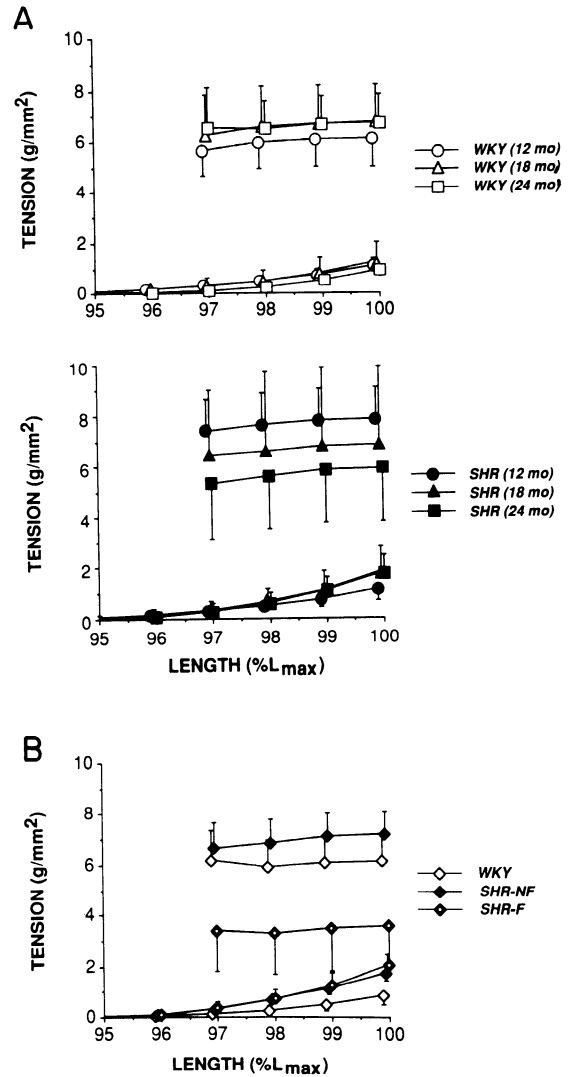 A
10
8
6
4
2
0
TENSION (g/mm²)
95 96 97 98 99 100
WKY (12 mo)
WKY (18 mo)
WKY (24 mo)
10
8
6
4
2
0
TENSION (g/mm²)
95 96 97 98 99 100
LENGTH (%Lmax)
SHR (12 mo)
SHR (18 mo)
SHR (24 mo)
B
10
8
6
4
2
0
TENSION (g/mm²)
95 96 97 98 99 100
LENGTH (%Lmax)
WKY
SHR-NF
SHR-F